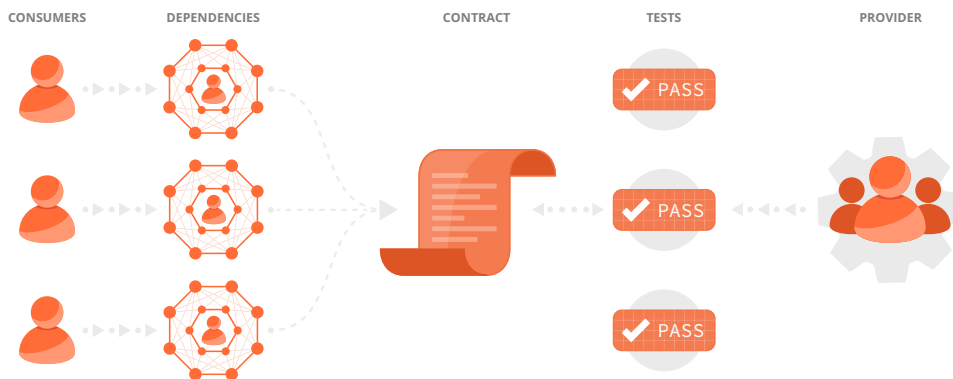 CONSUMERS
DEPENDENCIES
CONTRACT
TESTS
PROVIDER
PASS
PASS
PASS